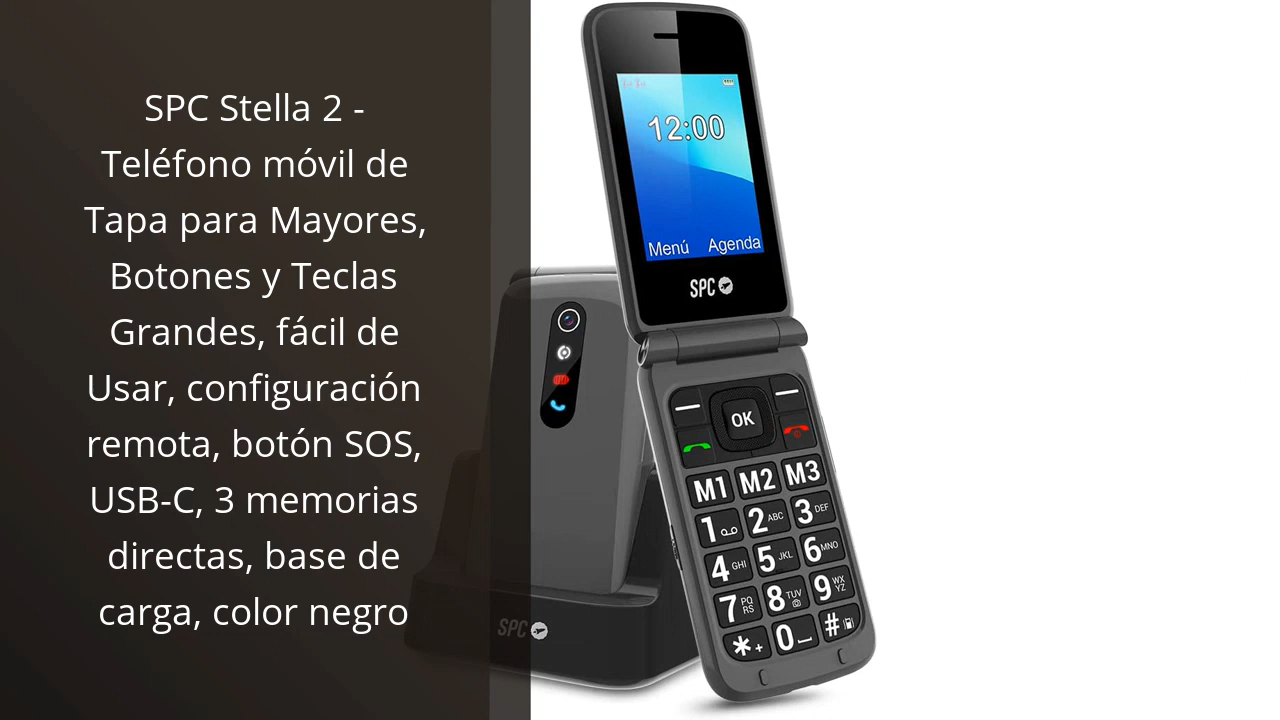 SPC Stella 2 -
Teléfono móvil de
Tapa para Mayores,
Botones y Teclas
Grandes, fácil de
Usar, configuración
remota, botón SOS,
USB-C, 3 memorias
directas, base de
carga, color negro
12:00
Menú Agenda
SPC
OK
M1 M2 M3
1 2 ABC 3 DEF
4 GHI 5 JKL 6 MNO
7 PQRS 8 TUV 9 WXYZ
* + 0 #
SPC